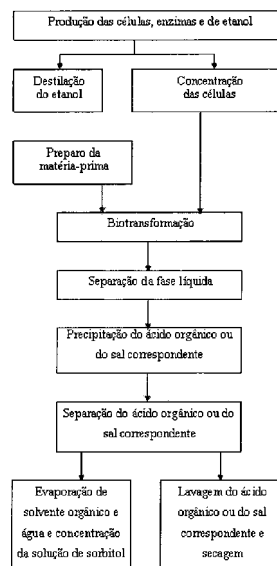 Produção das células, enzimas e de etanol
Destilação
do etanol
Concentração
das células
Preparo da
matéria-prima
Biotransformação
Separação da fase líquida
Precipitação do ácido orgânico ou
do sal correspondente
Separação do ácido orgânico ou do
sal correspondente
Evaporação de
solvente orgânico e
água e concentração
da solução de sorbitol
Lavagem do ácido
orgânico ou do sal
correspondente e
secagem